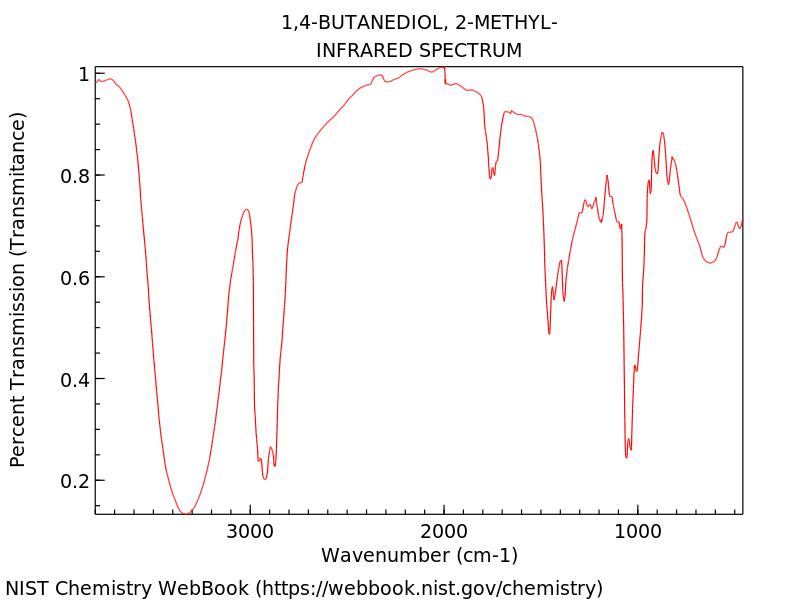 1,4-BUTANEDIOL, 2-METHYL-
INFRARED SPECTRUM
Percent Transmission (Transmitance)
1
0.8
0.6
0.4
0.2
3000 2000 1000
Wavenumber (cm-1)
NIST Chemistry WebBook (https://webbook.nist.gov/chemistry)